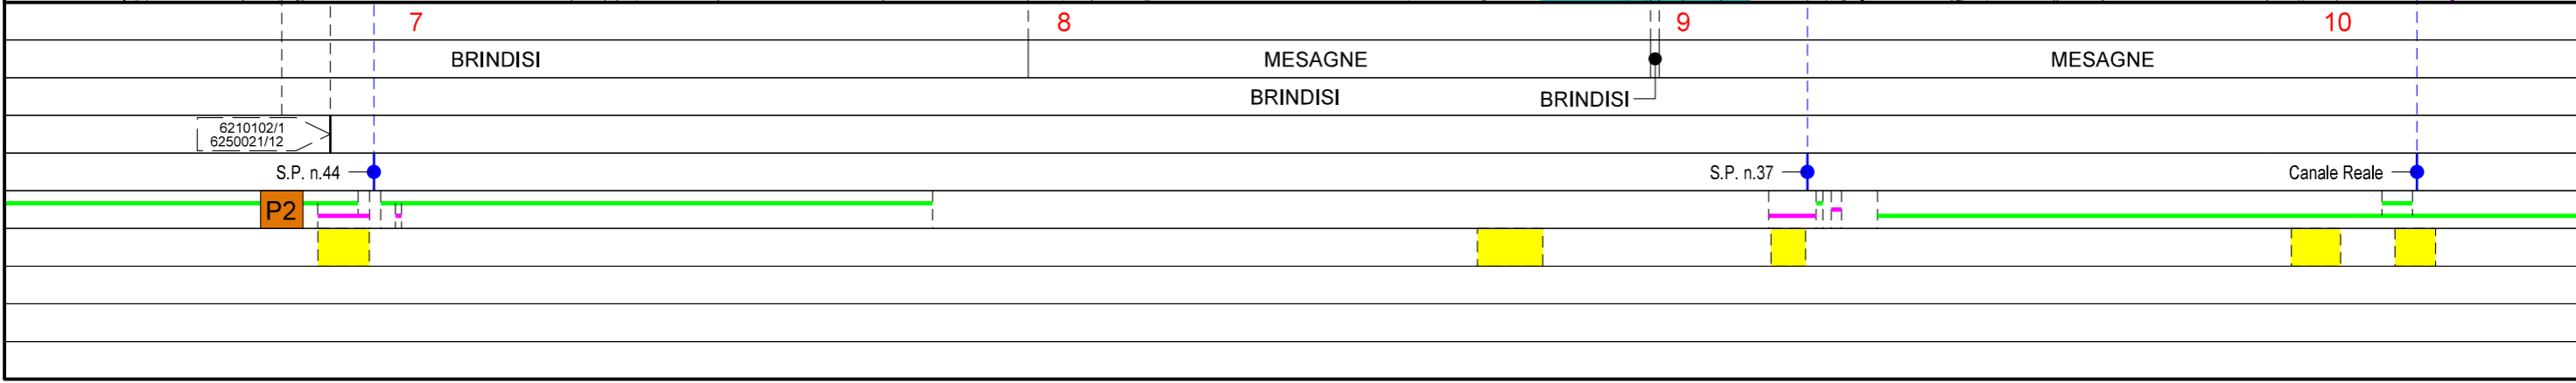 7 8 9 10
BRINDISI MESAGNE MESAGNE
BRINDISI BRINDISI
6210102/1
6250021/12
S.P. n.44 S.P. n.37 Canale Reale
P2